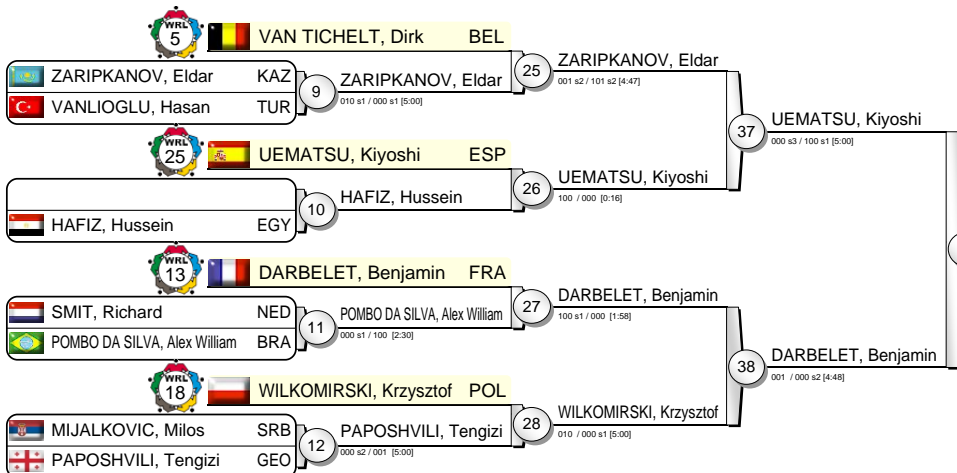 WRL
5
VAN TICHELT, Dirk BEL
ZARIPKANOV, Eldar KAZ
VANLIOGLU, Hasan TUR
9
ZARIPKANOV, Eldar
010 s1 / 000 s1 [5:00]
25
ZARIPKANOV, Eldar
001 s2 / 101 s2 [4:47]
WRL
25
UEMATSU, Kiyoshi ESP
HAFIZ, Hussein EGY
10
HAFIZ, Hussein
26
UEMATSU, Kiyoshi
100 / 000 [0:16]
37
UEMATSU, Kiyoshi
000 s3 / 100 s1 [5:00]
WRL
13
DARBELET, Benjamin FRA
SMIT, Richard NED
POMBO DA SILVA, Alex William BRA
11
POMBO DA SILVA, Alex William
000 s1 / 100 [2:30]
27
DARBELET, Benjamin
100 s1 / 000 [1:58]
WRL
18
WILKOMIRSKI, Krzysztof POL
MIJALKOVIC, Milos SRB
PAPOSHVILI, Tengizi GEO
12
PAPOSHVILI, Tengizi
000 s2 / 001 [5:00]
28
WILKOMIRSKI, Krzysztof
010 / 000 s1 [5:00]
38
DARBELET, Benjamin
001 / 000 s2 [4:48]